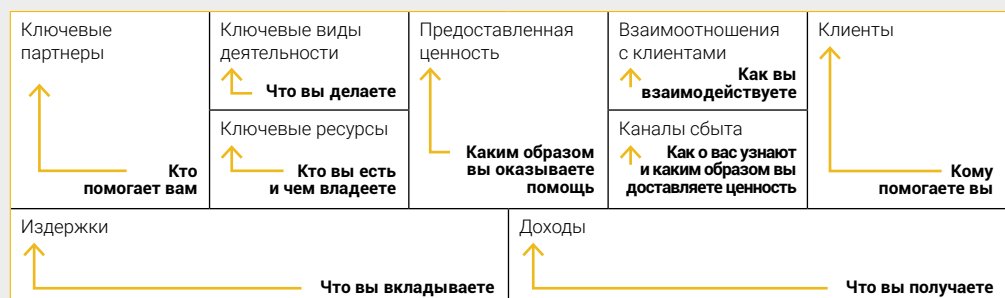 Ключевые
партнеры
Кто
помогает вам
Ключевые виды
деятельности
Что вы делаете
Ключевые ресурсы
Кто вы есть
и чем владеете
Предоставленная
ценность
Каким образом
вы оказываете
помощь
Взаимоотношения
с клиентами
Как вы
взаимодействуете
Каналы сбыта
Как о вас узнают
и каким образом вы
доставляете ценность
Клиенты
Кому
помогаете вы
Издержки
Что вы вкладываете
Доходы
Что вы получаете